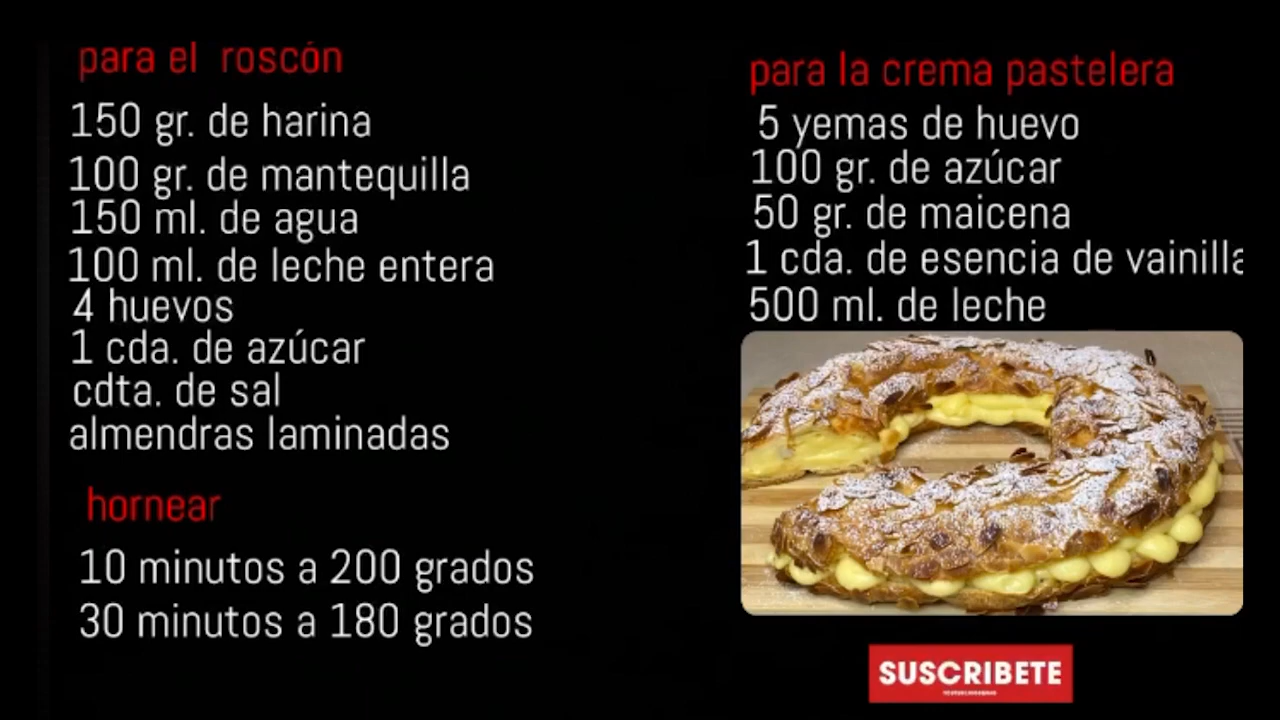 para el roscón
150 gr. de harina
100 gr. de mantequilla
150 ml. de agua
100 ml. de leche entera
4 huevos
1 cda. de azúcar
cdta. de sal
almendras laminadas
hornear
10 minutos a 200 grados
30 minutos a 180 grados
para la crema pastelera
5 yemas de huevo
100 gr. de azúcar
50 gr. de maicena
1 cda. de esencia de vainilla
500 ml. de leche
SUSCRIBETE